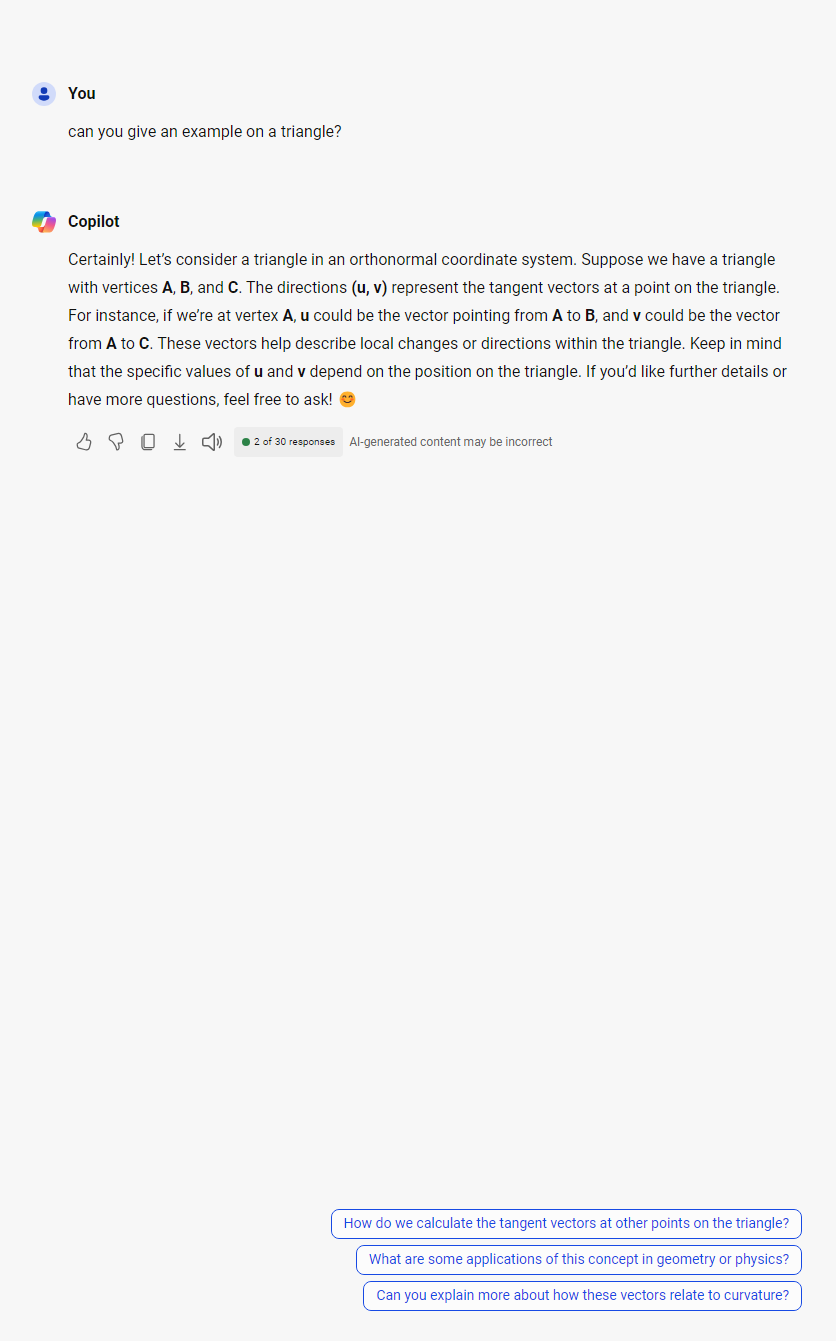 You
can you give an example on a triangle?
Copilot
Certainly! Let’s consider a triangle in an orthonormal coordinate system. Suppose we have a triangle
with vertices A, B, and C. The directions (u, v) represent the tangent vectors at a point on the triangle.
For instance, if we’re at vertex A, u could be the vector pointing from A to B, and v could be the vector
from A to C. These vectors help describe local changes or directions within the triangle. Keep in mind
that the specific values of u and v depend on the position on the triangle. If you’d like further details or
have more questions, feel free to ask! 😊
2 of 30 responses AI-generated content may be incorrect
How do we calculate the tangent vectors at other points on the triangle?
What are some applications of this concept in geometry or physics?
Can you explain more about how these vectors relate to curvature?